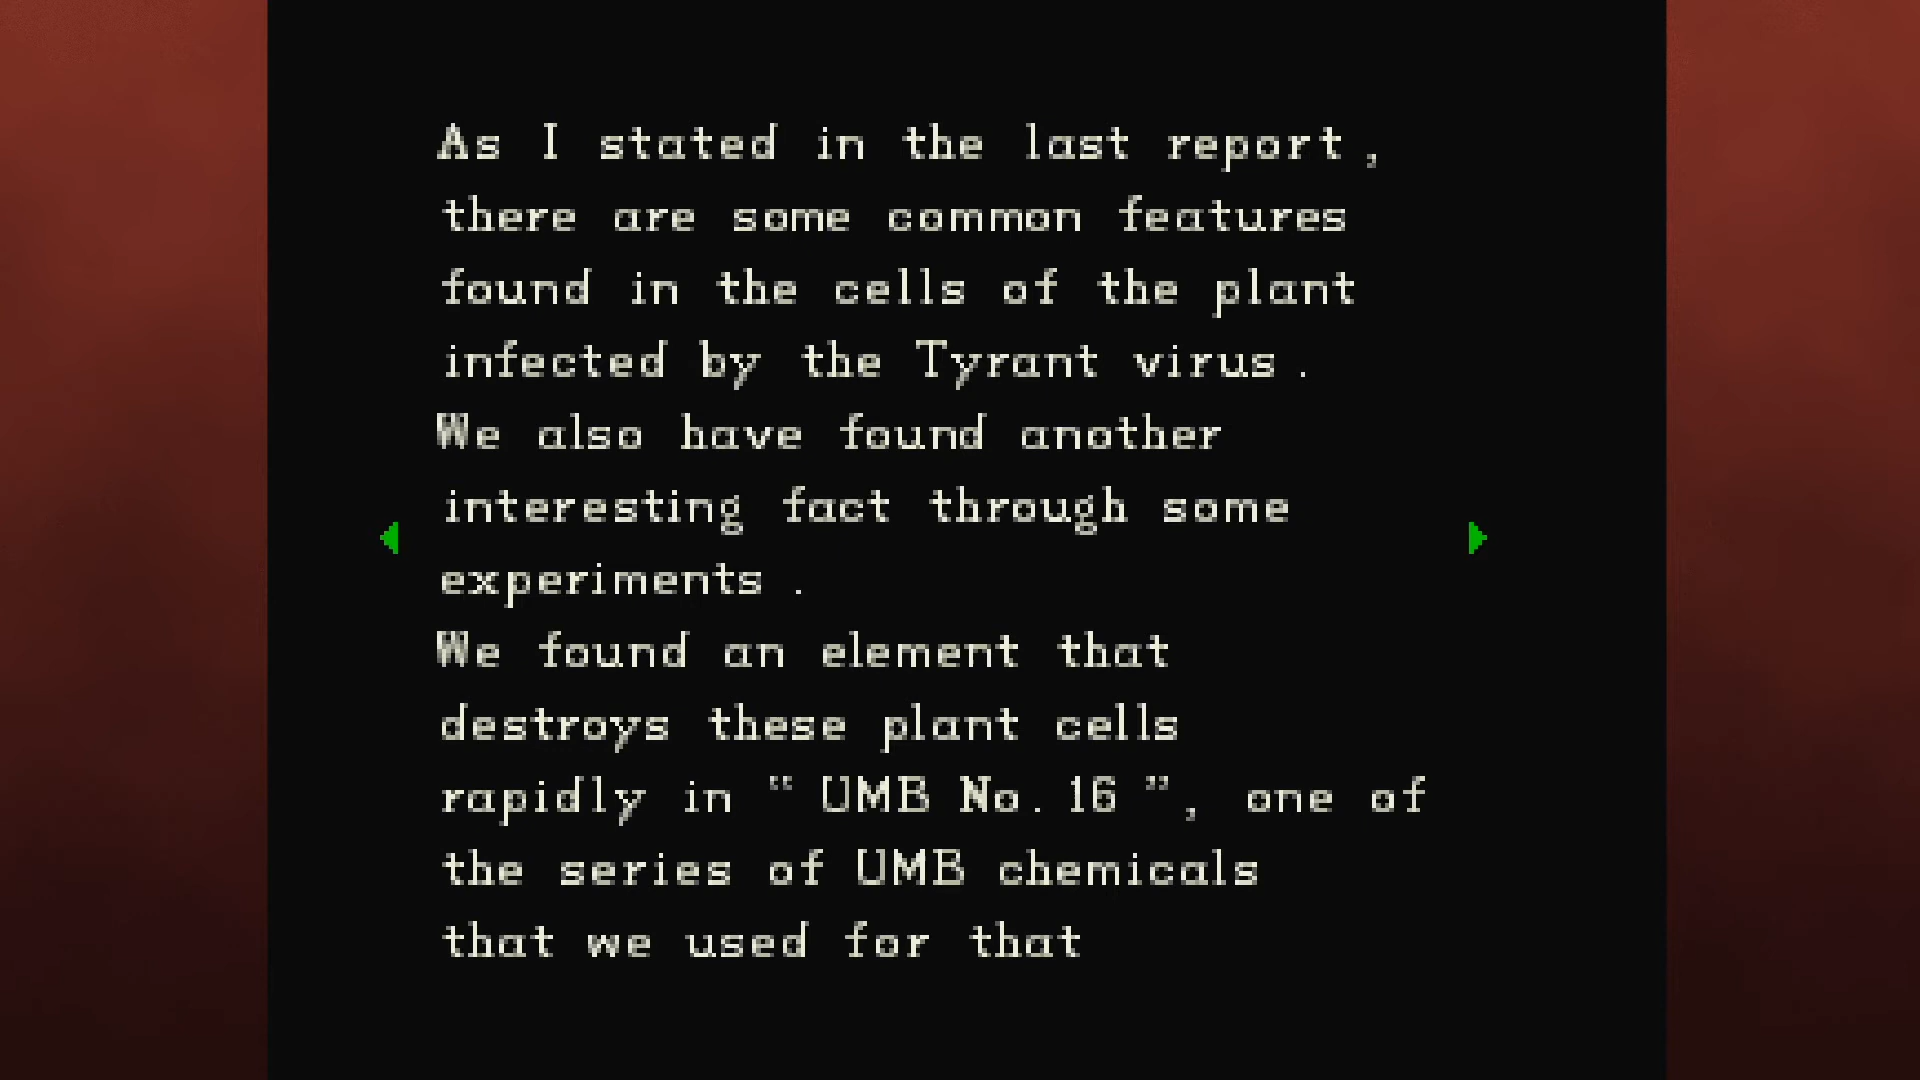 As I stated in the last report,
there are some common features
found in the cells of the plant
infected by the Tyrant virus.
We also have found another
interesting fact through some
experiments.
We found an element that
destroys these plant cells
rapidly in “UMB No.16”, one of
the series of UMB chemicals
that we used for that